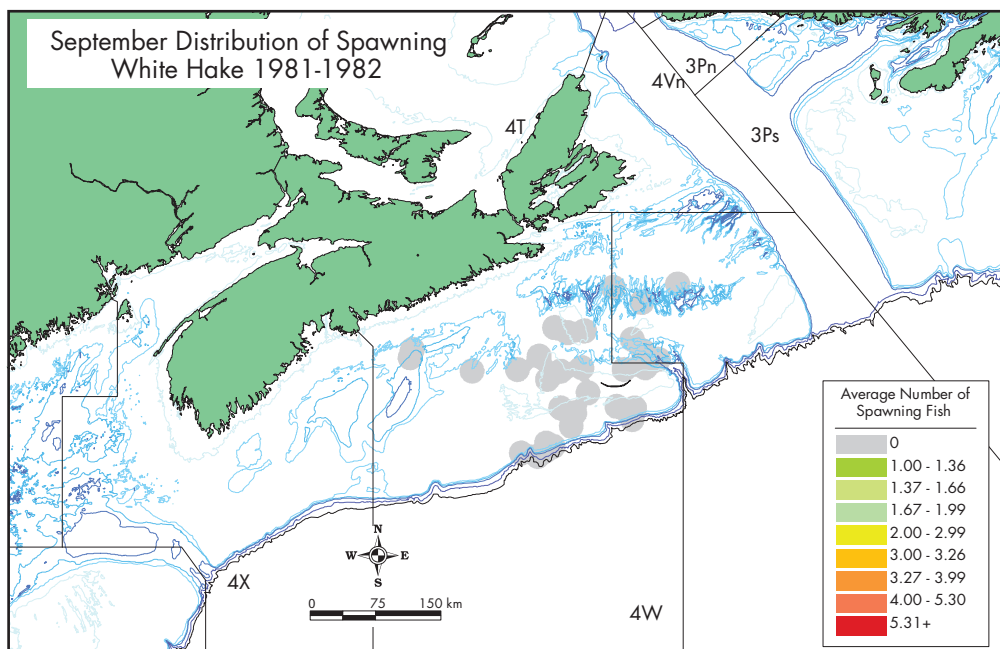 September Distribution of Spawning
White Hake 1981-1982
4T
4Vn
3Pn
3Ps
4X
4W
N
W E
S
0 75 150 km
Average Number of
Spawning Fish
0
1.00 - 1.36
1.37 - 1.66
1.67 - 1.99
2.00 - 2.99
3.00 - 3.26
3.27 - 3.99
4.00 - 5.30
5.31+